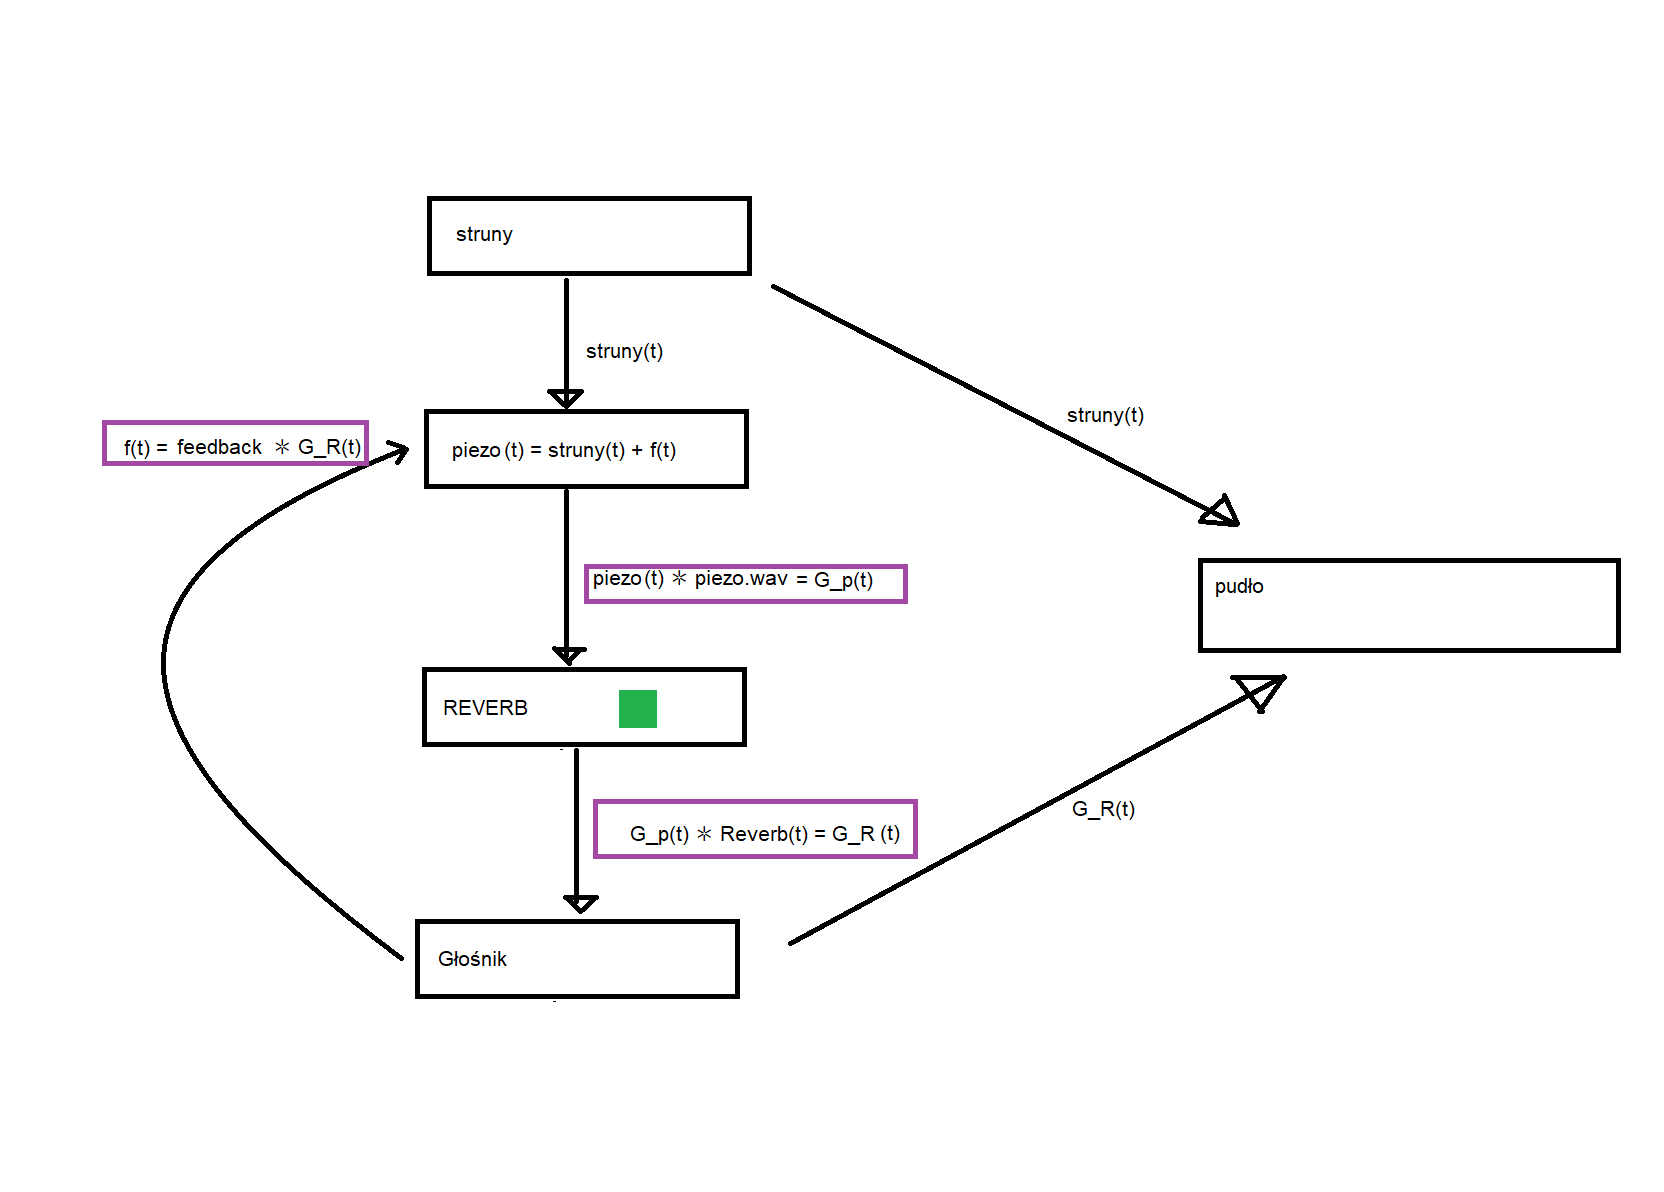 struny
struny(t)
struny(t)
f(t) = feedback ∗ G_R(t)
piezo(t) = struny(t) + f(t)
piezo(t) ∗ piezo.wav = G_p(t)
pudło
REVERB
G_R(t)
G_p(t) ∗ Reverb(t) = G_R (t)
Głośnik